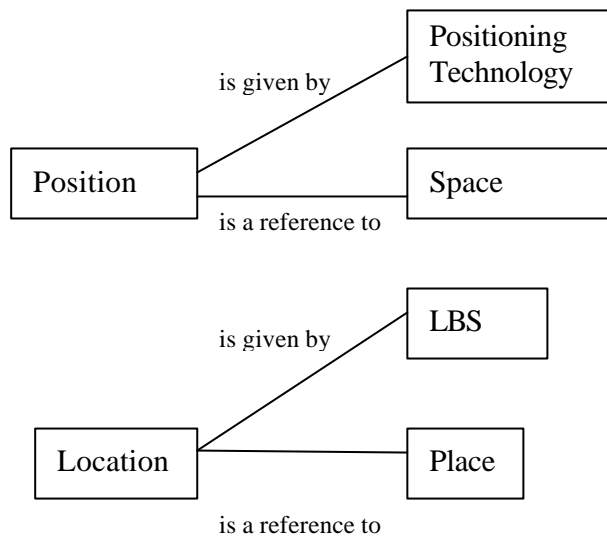 Positioning
Technology
is given by
Position
Space
is a reference to
LBS
is given by
Location
Place
is a reference to